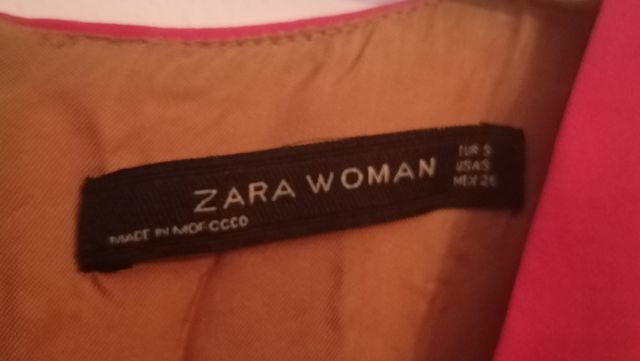 ZARA WOMAN
MADE IN MOROCCO
EUR S
USA S
MEX 26